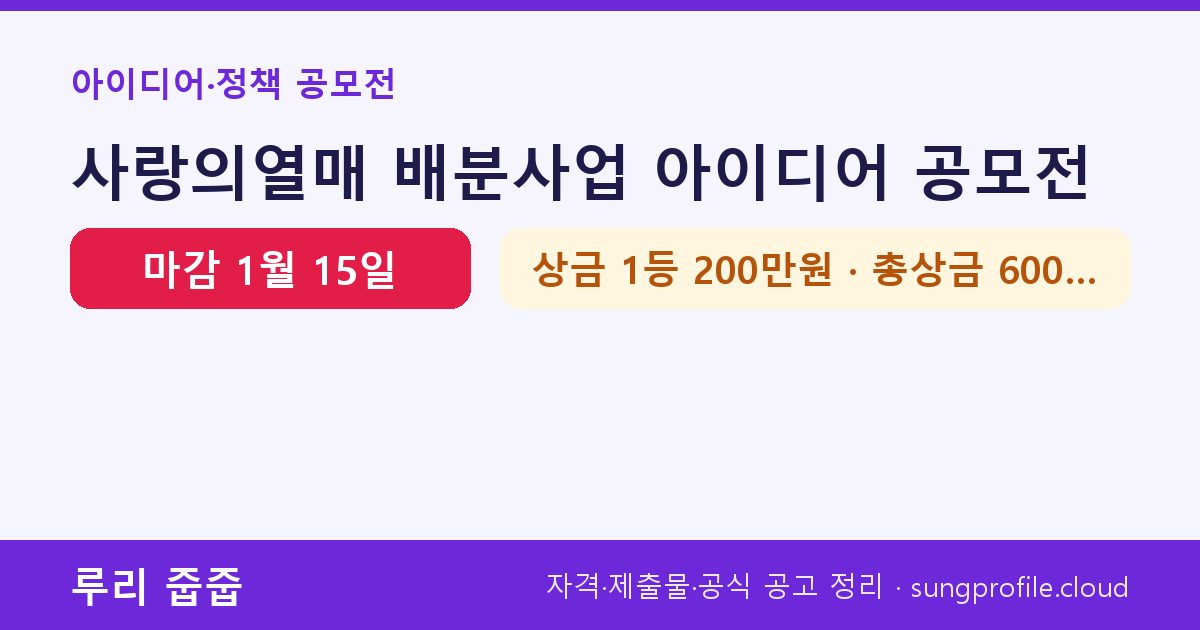 아이디어·정책 공모전
사랑의열매 배분사업 아이디어 공모전
마감 1월 15일
상금 1등 200만원 · 총상금 600...
루리 줍줍
자격·제출물·공식 공고 정리 · sungprofile.cloud